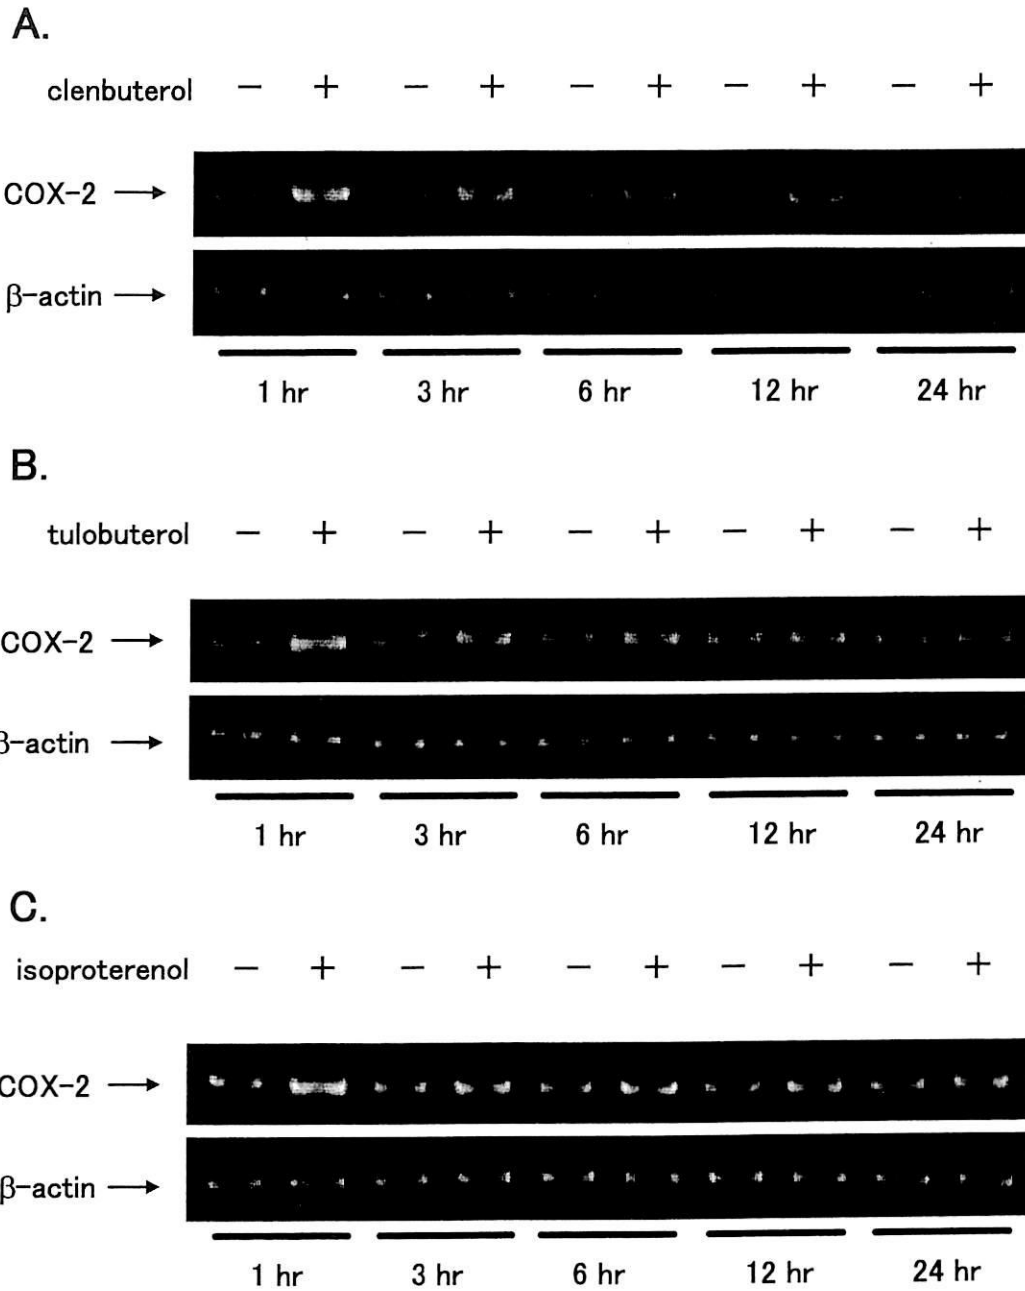 A.
clenbuterol − + − + − + − + − +
COX-2
β-actin
1 hr 3 hr 6 hr 12 hr 24 hr
B.
tulobuterol − + − + − + − + − +
COX-2
β-actin
1 hr 3 hr 6 hr 12 hr 24 hr
C.
isoproterenol − + − + − + − + − +
COX-2
β-actin
1 hr 3 hr 6 hr 12 hr 24 hr